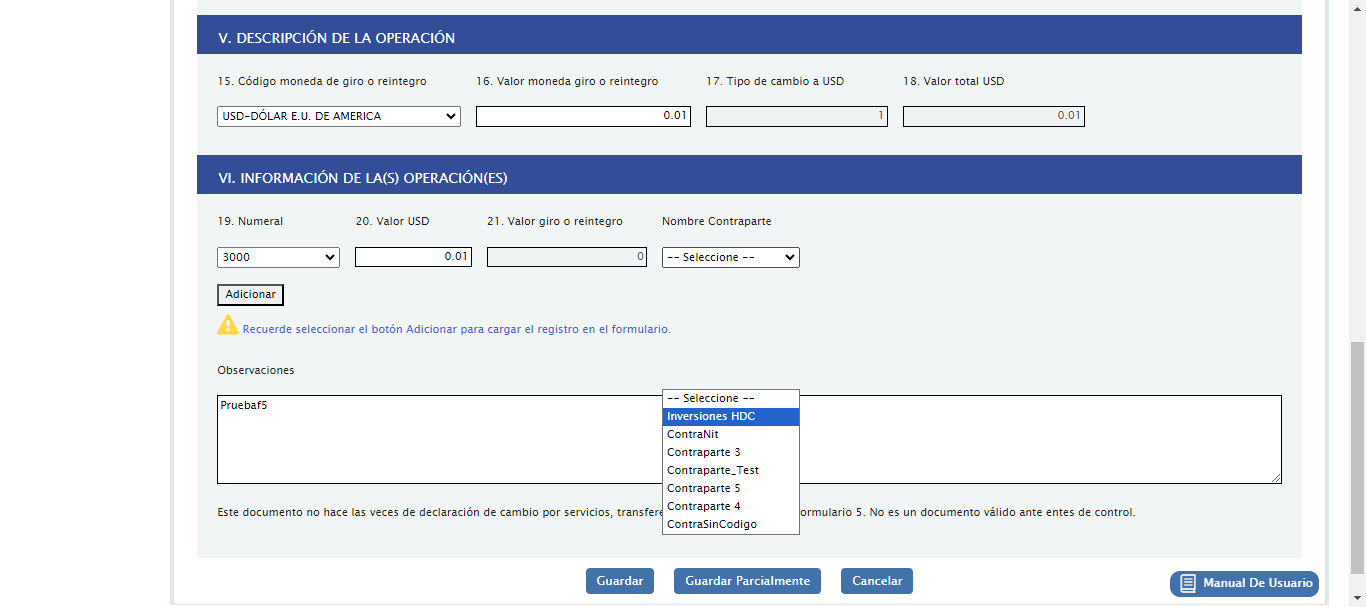 V. DESCRIPCIÓN DE LA OPERACIÓN
15. Código moneda de giro o reintegro
16. Valor moneda giro o reintegro
17. Tipo de cambio a USD
18. Valor total USD
USD-DÓLAR E.U. DE AMERICA
0.01
1
0.01
VI. INFORMACIÓN DE LA(S) OPERACIÓN(ES)
19. Numeral
20. Valor USD
21. Valor giro o reintegro
Nombre Contraparte
3000
0.01
0
-- Seleccione --
Adicionar
Recuerde seleccionar el botón Adicionar para cargar el registro en el formulario.
Observaciones
Pruebaf5
-- Seleccione --
Inversiones HDC
ContraNit
Contraparte 3
Contraparte_Test
Contraparte 5
Contraparte 4
ContraSinCodigo
Este documento no hace las veces de declaración de cambio por servicios, transfere ormulario 5. No es un documento válido ante entes de control.
Guardar
Guardar Parcialmente
Cancelar
Manual De Usuario